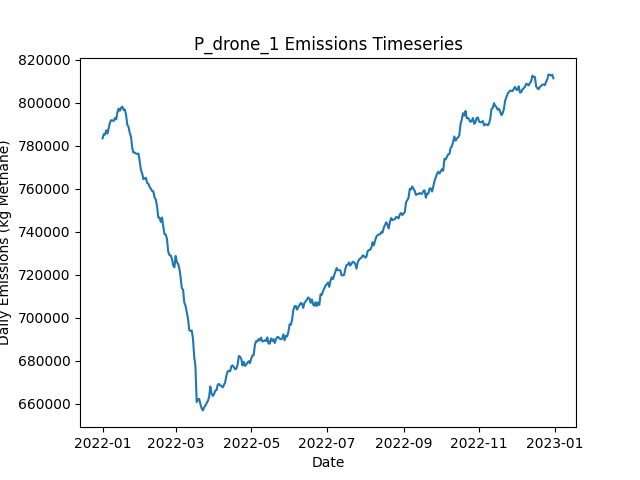 P_drone_1 Emissions Timeseries
820000
800000
780000
760000
740000
720000
700000
680000
660000
Daily Emissions (kg Methane)
2022-01 2022-03 2022-05 2022-07 2022-09 2022-11 2023-01
Date